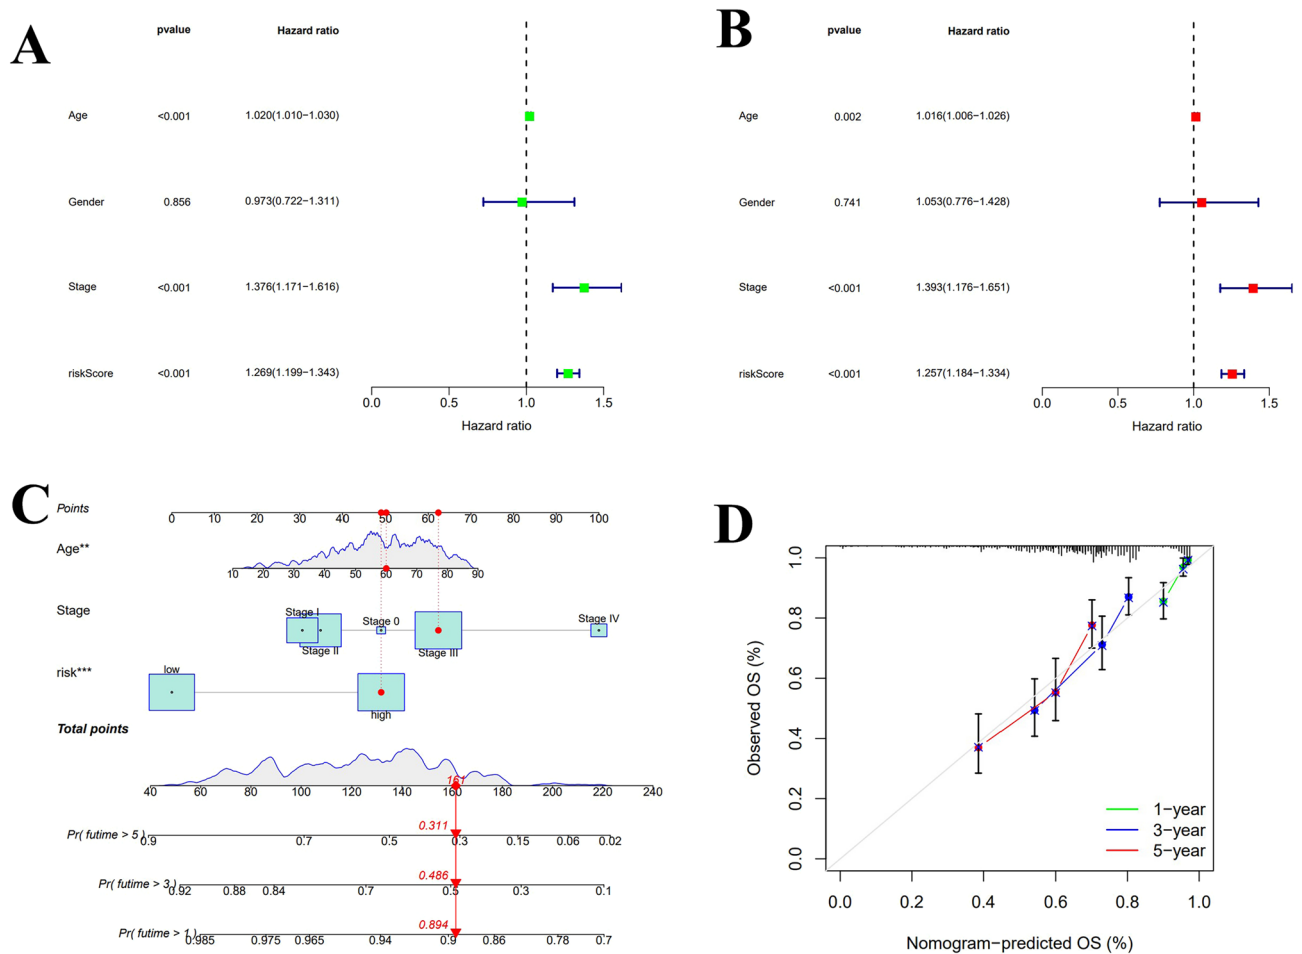 A
pvalue Hazard ratio
Age <0.001 1.020(1.010−1.030)
Gender 0.856 0.973(0.722−1.311)
Stage <0.001 1.376(1.171−1.616)
riskScore <0.001 1.269(1.199−1.343)
0.0 0.5 1.0 1.5
Hazard ratio
B
pvalue Hazard ratio
Age 0.002 1.016(1.006−1.026)
Gender 0.741 1.053(0.776−1.428)
Stage <0.001 1.393(1.176−1.651)
riskScore <0.001 1.257(1.184−1.334)
0.0 0.5 1.0 1.5
Hazard ratio
C
Points
0 10 20 30 40 50 60 70 80 90 100
Age**
10 20 30 40 50 60 70 80 90
Stage
Stage I Stage 0 Stage IV
Stage II Stage III
risk***
low
high
Total points
161
40 60 80 100 120 140 160 180 200 220 240
0.311
Pr( futime > 5 )
0.9 0.7 0.5 0.3 0.15 0.06 0.02
0.486
Pr( futime > 3 )
0.92 0.88 0.84 0.7 0.5 0.3 0.1
0.894
Pr( futime > 1 )
0.985 0.975 0.965 0.94 0.9 0.86 0.78 0.7
D
Observed OS (%)
1.0
0.8
0.6
0.4
0.2
0.0
1−year
3−year
5−year
0.0 0.2 0.4 0.6 0.8 1.0
Nomogram−predicted OS (%)